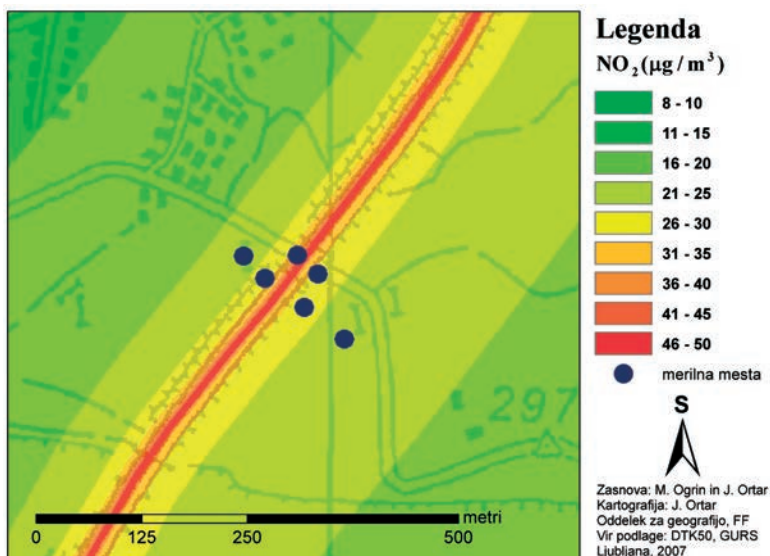 Legenda
NO₂(µg / m³)
8 - 10
11 - 15
16 - 20
21 - 25
26 - 30
31 - 35
36 - 40
41 - 45
46 - 50
merilna mesta
297
S
metri
0 125 250 500
Zasnova: M. Ogrin in J. Ortar
Kartografija: J. Ortar
Oddelek za geografijo, FF
Vir podlage: DTK50, GURS
Ljubljana, 2007